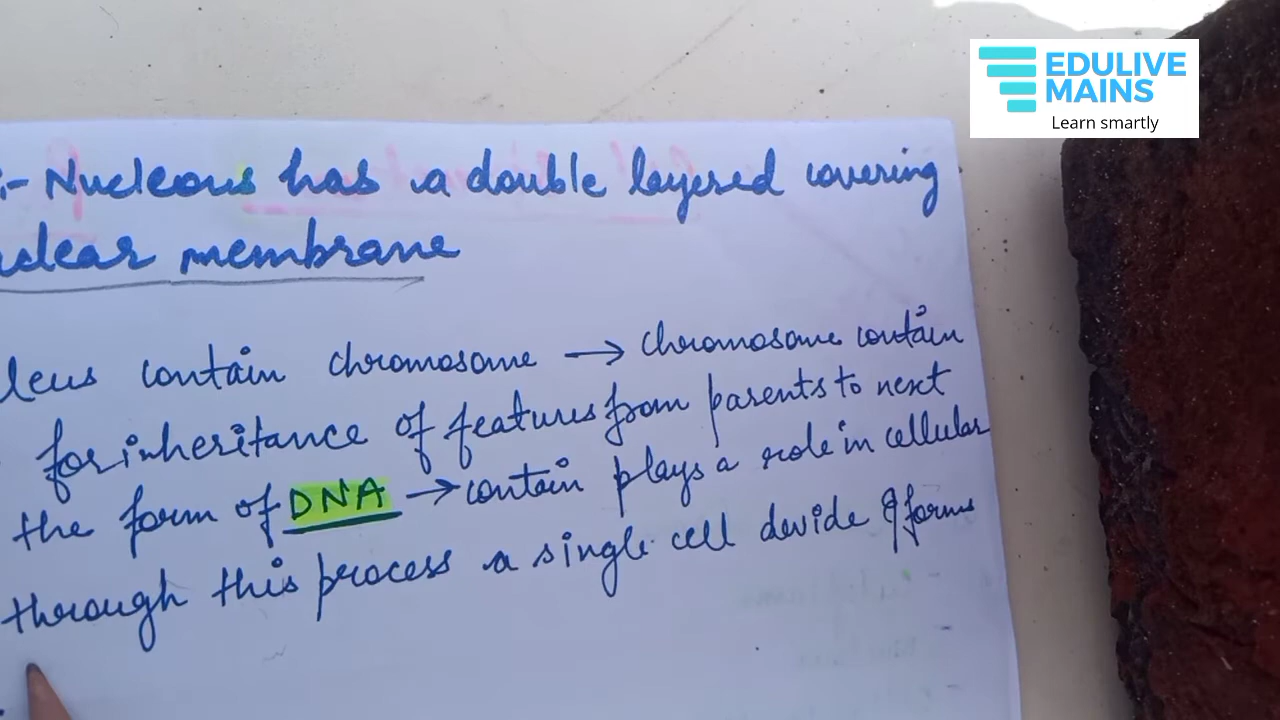 EDULIVE
MAINS
Learn smartly
:- Nucleous has a double layered covering
clear membrane
leus contain chromosome → chromosome contain
for inheritance of features from parents to next
the form of DNA → contain plays a role in cellular
through this process a single cell devide & forms